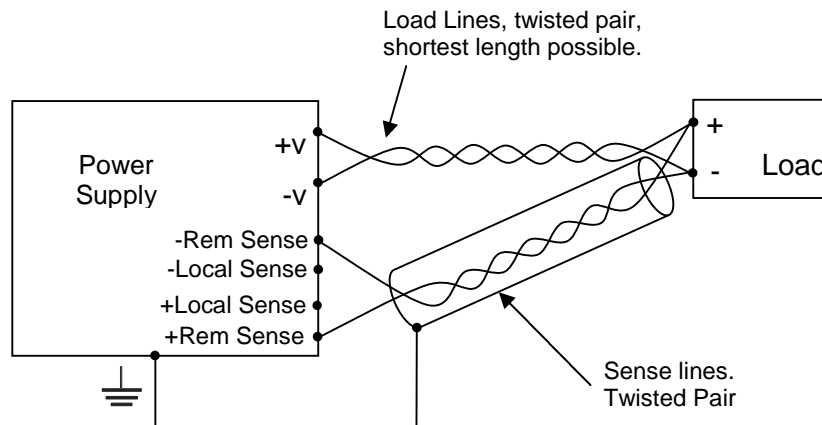 Load Lines, twisted pair,
shortest length possible.
+v
-v
Power
Supply
-Rem Sense
-Local Sense
+Local Sense
+Rem Sense
+
-
Load
Sense lines.
Twisted Pair